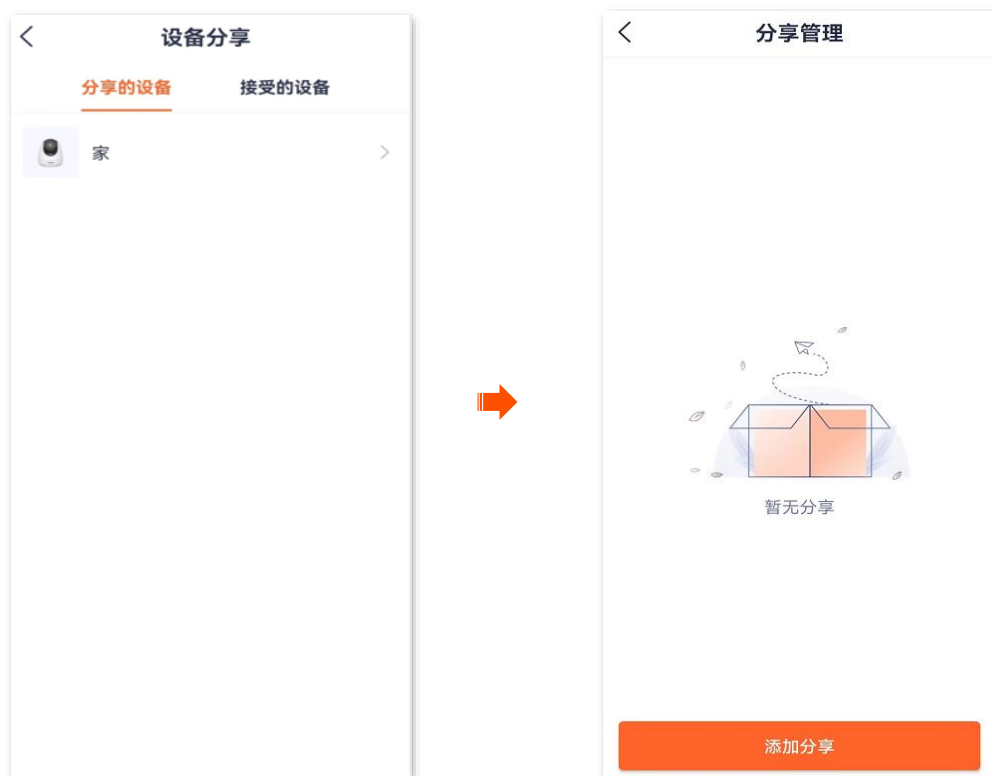 设备分享
分享的设备 接受的设备
家
分享管理
暂无分享
添加分享